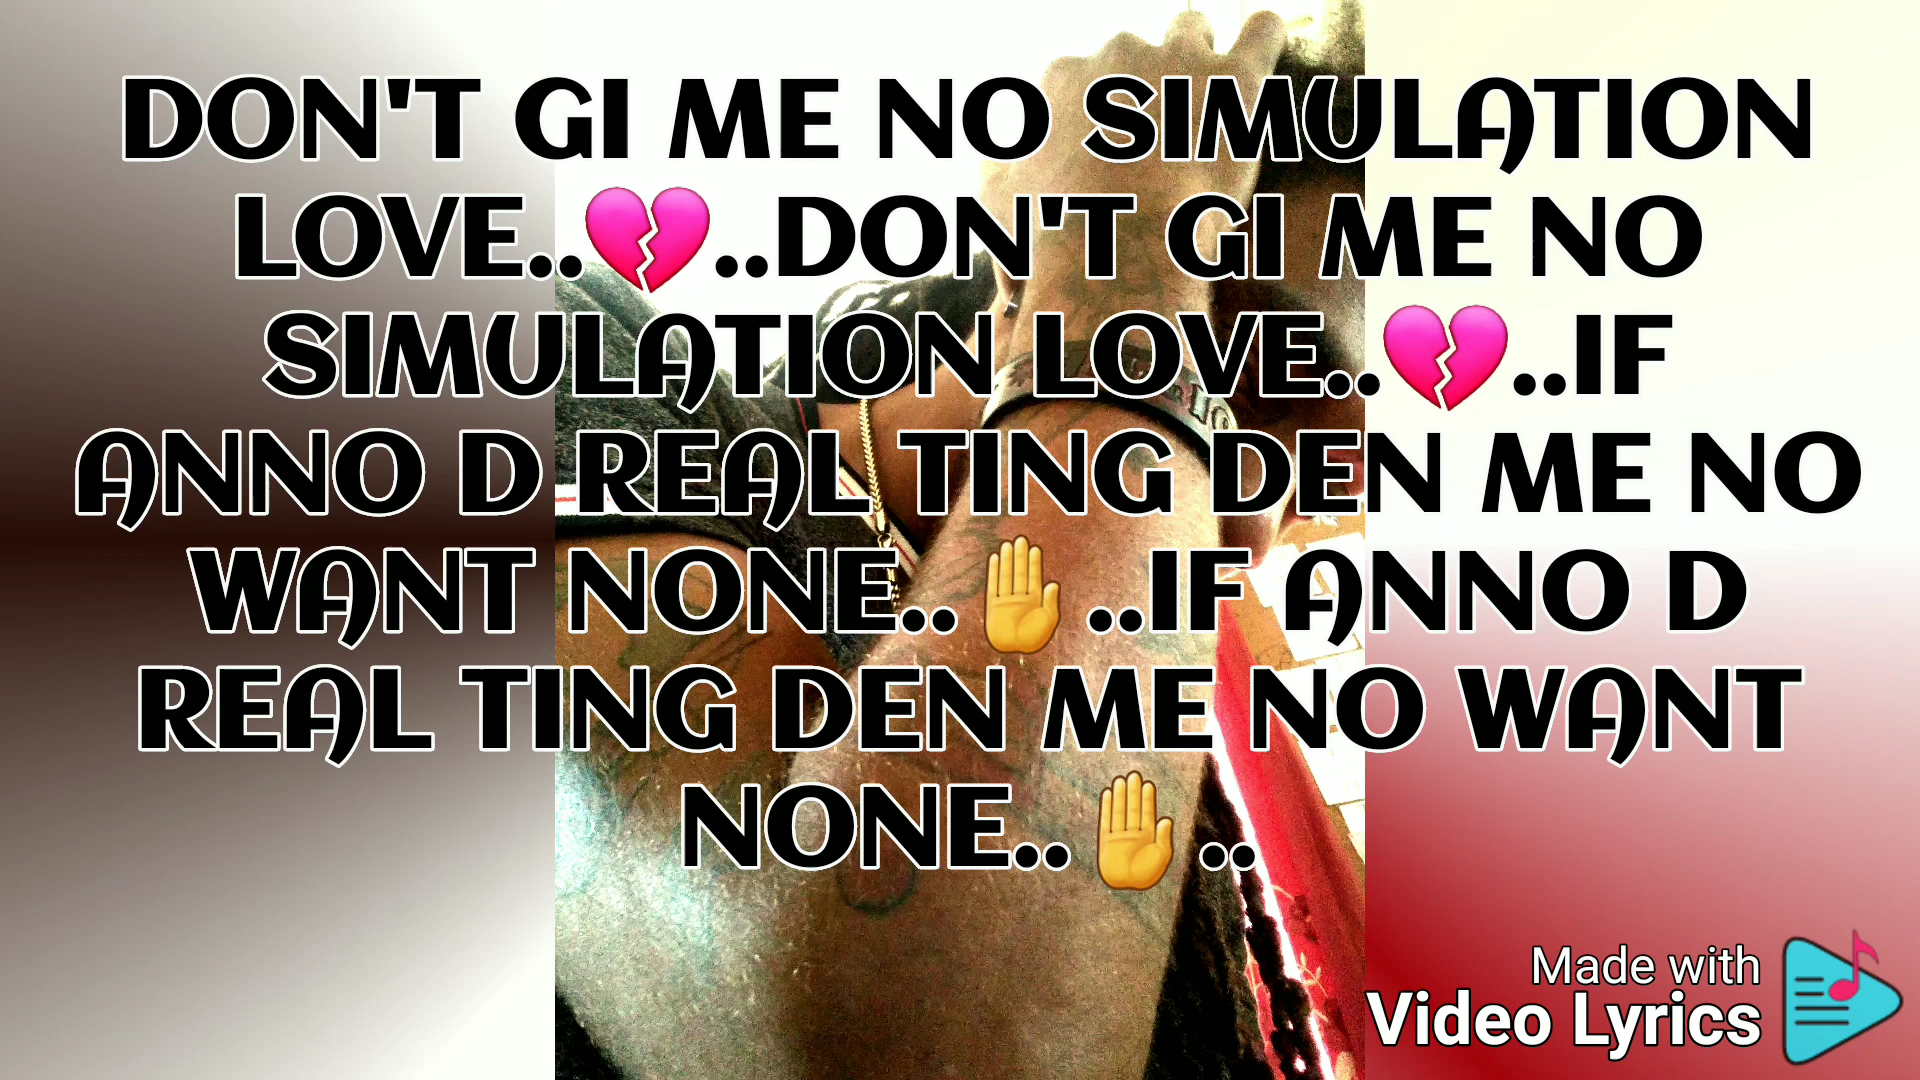 DON'T GI ME NO SIMULATION
LOVE..💔..DON'T GI ME NO
SIMULATION LOVE..💔..IF
ANNO D REAL TING DEN ME NO
WANT NONE..🤚..IF ANNO D
REAL TING DEN ME NO WANT
NONE..🤚..
Made with
Video Lyrics